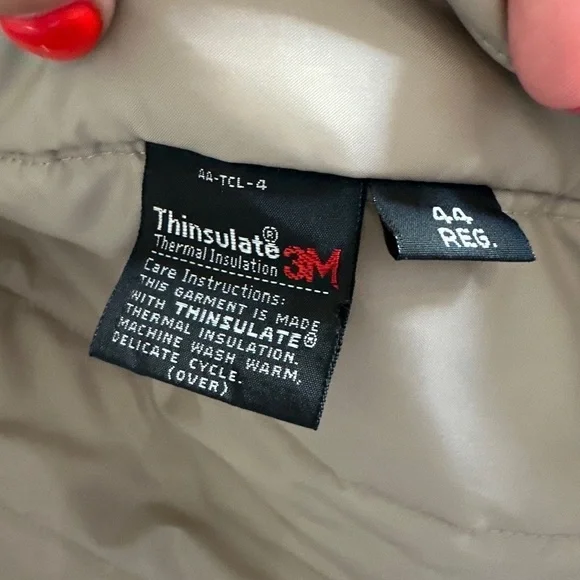 AA-TCL-4
Thinsulate®
Thermal Insulation 3M
Care Instructions:
THIS GARMENT IS MADE
WITH THINSULATE®
THERMAL INSULATION.
MACHINE WASH WARM,
DELICATE CYCLE.
(OVER)
44
REG.